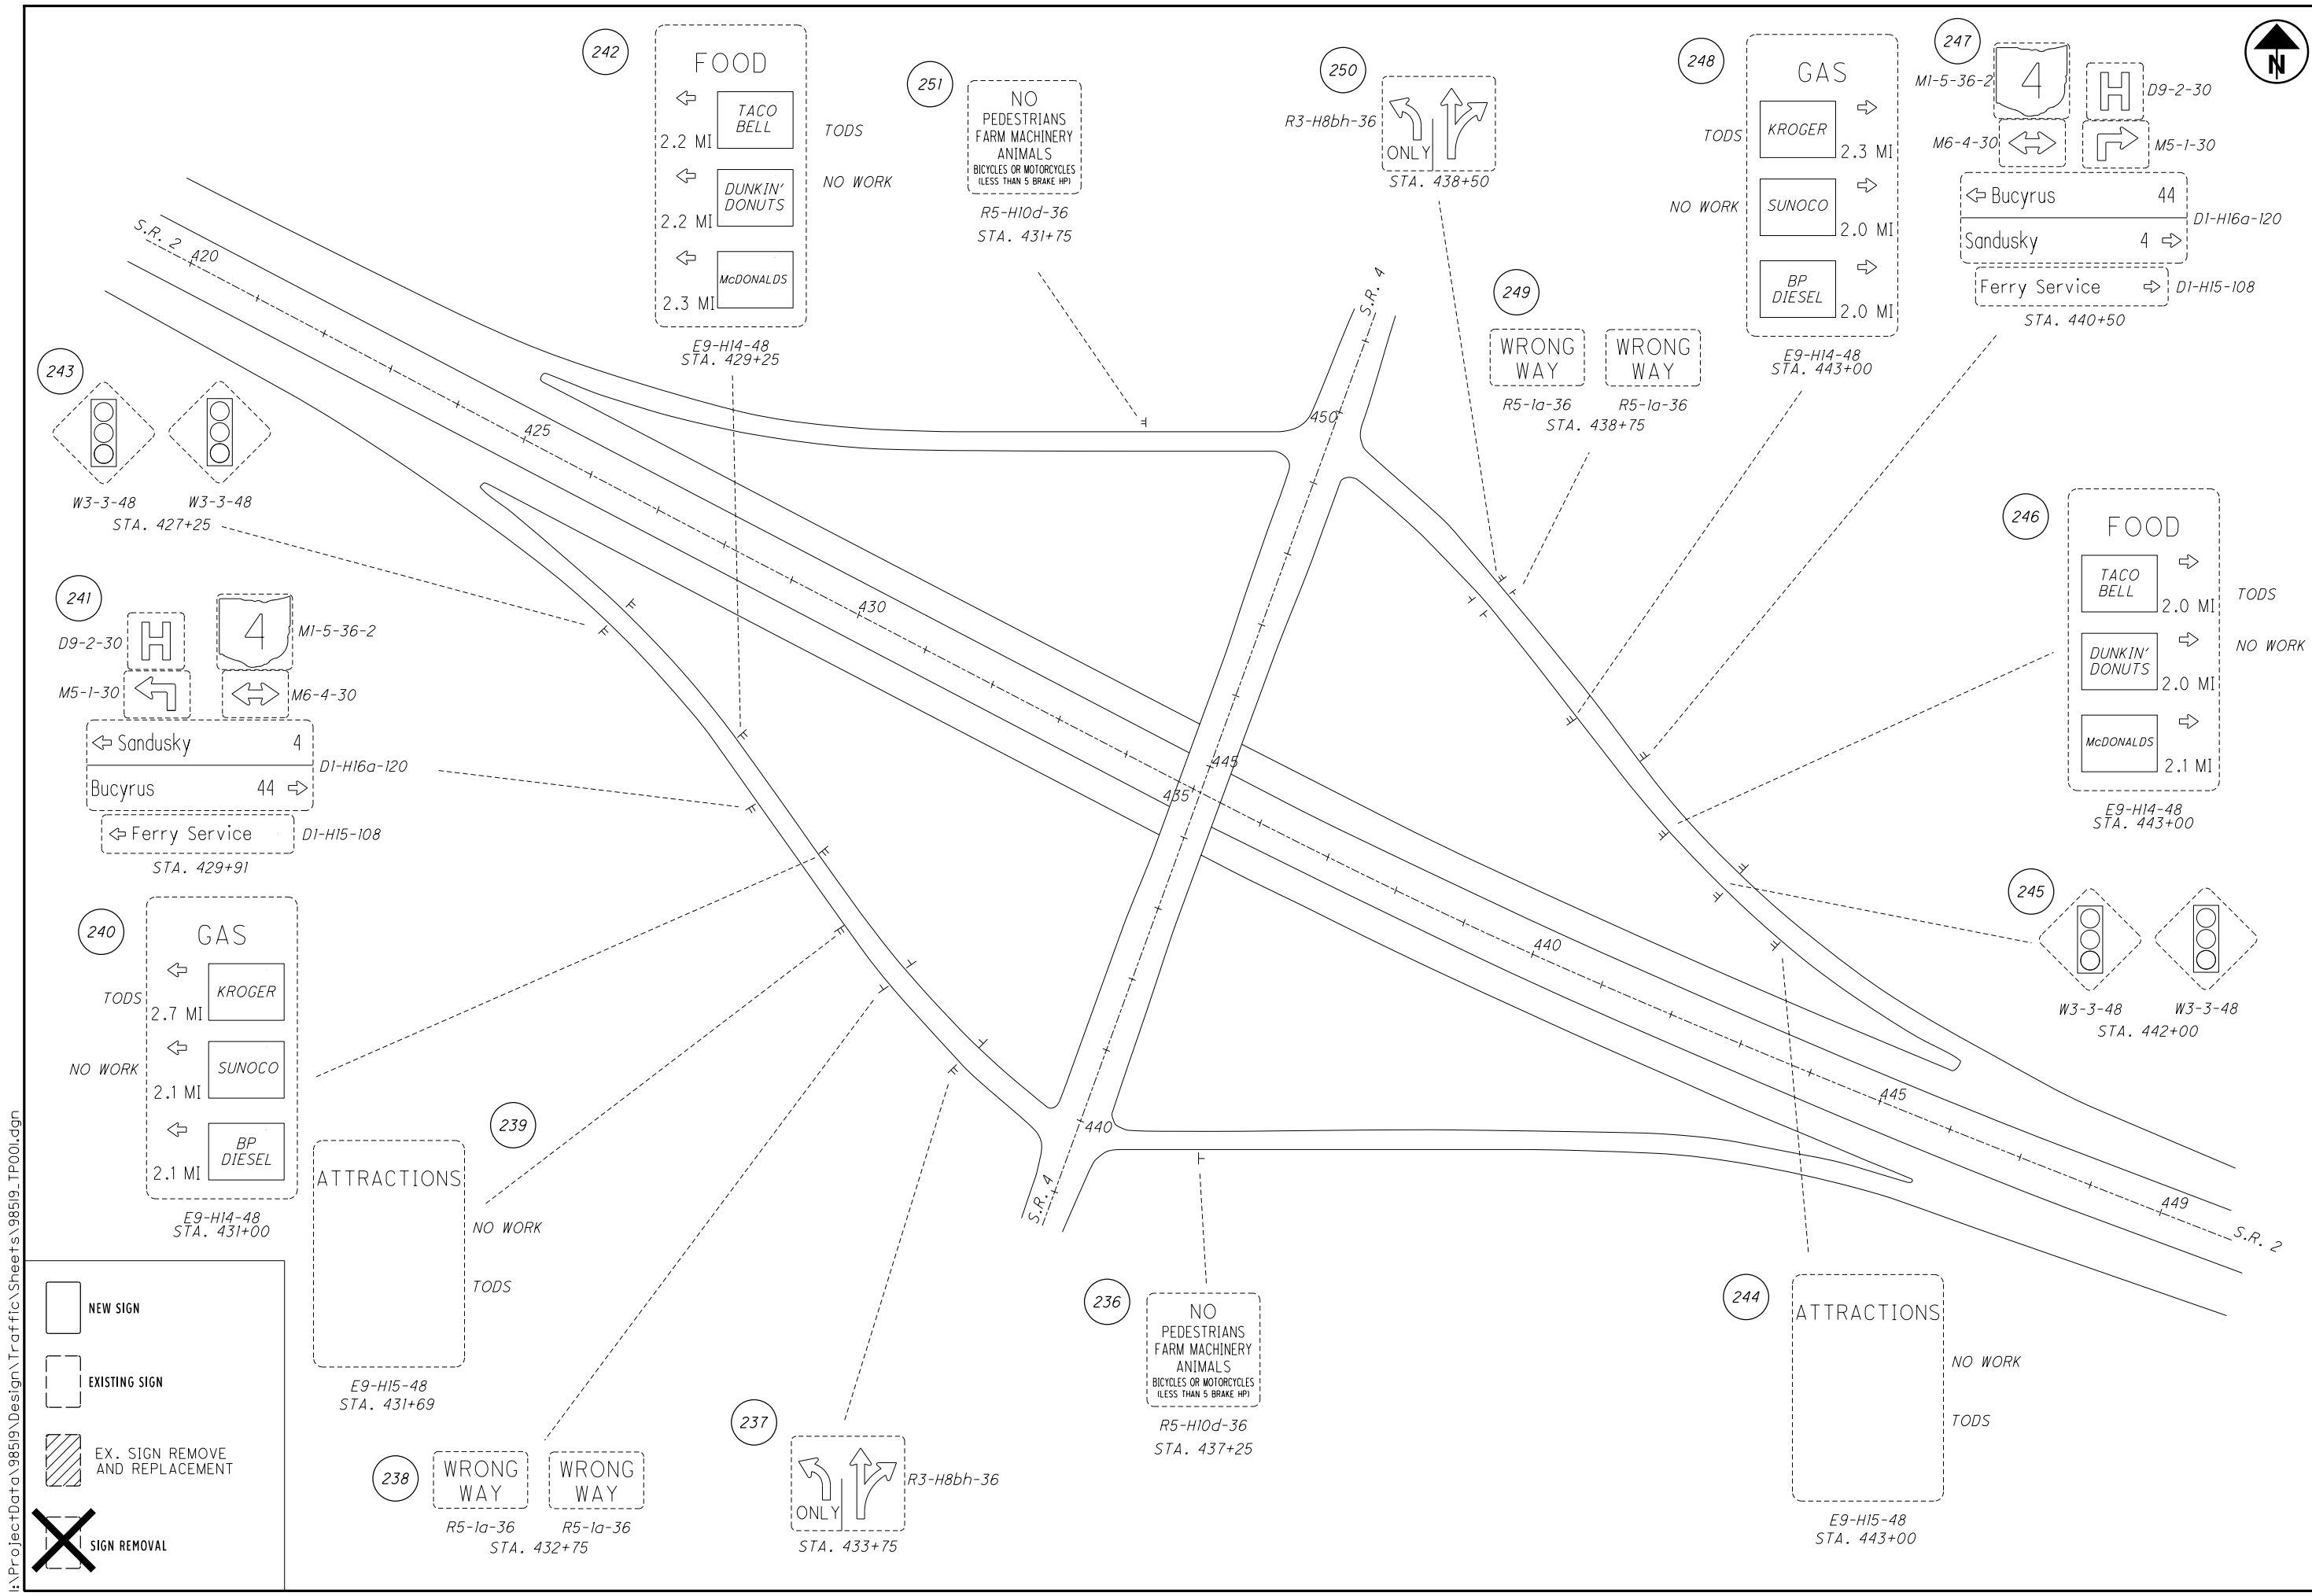 242
FOOD
TACO
BELL
2.2 MI
DUNKIN'
DONUTS
2.2 MI
McDONALDS
2.3 MI
TODS
NO WORK
E9-H14-48
STA. 429+25
251
NO
PEDESTRIANS
FARM MACHINERY
ANIMALS
BICYCLES OR MOTORCYCLES
(LESS THAN 5 BRAKE HP)
R5-H10d-36
STA. 431+75
250
R3-H8bh-36
ONLY
STA. 438+50
249
WRONG
WAY
WRONG
WAY
R5-1a-36 R5-1a-36
STA. 438+75
248
GAS
KROGER
2.3 MI
SUNOCO
2.0 MI
BP
DIESEL
2.0 MI
TODS
NO WORK
E9-H14-48
STA. 443+00
247
M1-5-36-2
4
H
D9-2-30
M6-4-30
M5-1-30
Bucyrus 44
Sandusky 4
D1-H16a-120
Ferry Service
D1-H15-108
STA. 440+50
N
S.R. 2
420
425
430
435
440
445
449
S.R. 2
S.R. 4
450
445
440
S.R. 4
243
W3-3-48 W3-3-48
STA. 427+25
241
D9-2-30
H
4
M1-5-36-2
M5-1-30
M6-4-30
Sandusky 4
Bucyrus 44
D1-H16a-120
Ferry Service
D1-H15-108
STA. 429+91
240
GAS
KROGER
2.7 MI
SUNOCO
2.1 MI
BP
DIESEL
2.1 MI
TODS
NO WORK
E9-H14-48
STA. 431+00
239
ATTRACTIONS
NO WORK
TODS
E9-H15-48
STA. 431+69
238
WRONG
WAY
WRONG
WAY
R5-1a-36 R5-1a-36
STA. 432+75
237
ONLY
R3-H8bh-36
STA. 433+75
236
NO
PEDESTRIANS
FARM MACHINERY
ANIMALS
BICYCLES OR MOTORCYCLES
(LESS THAN 5 BRAKE HP)
R5-H10d-36
STA. 437+25
246
FOOD
TACO
BELL
2.0 MI
DUNKIN'
DONUTS
2.0 MI
McDONALDS
2.1 MI
TODS
NO WORK
E9-H14-48
STA. 443+00
245
W3-3-48 W3-3-48
STA. 442+00
244
ATTRACTIONS
NO WORK
TODS
E9-H15-48
STA. 443+00
NEW SIGN
EXISTING SIGN
EX. SIGN REMOVE
AND REPLACEMENT
SIGN REMOVAL
I:\ProjectData\98519\Design\Traffic\Sheets\98519_TP001.dgn